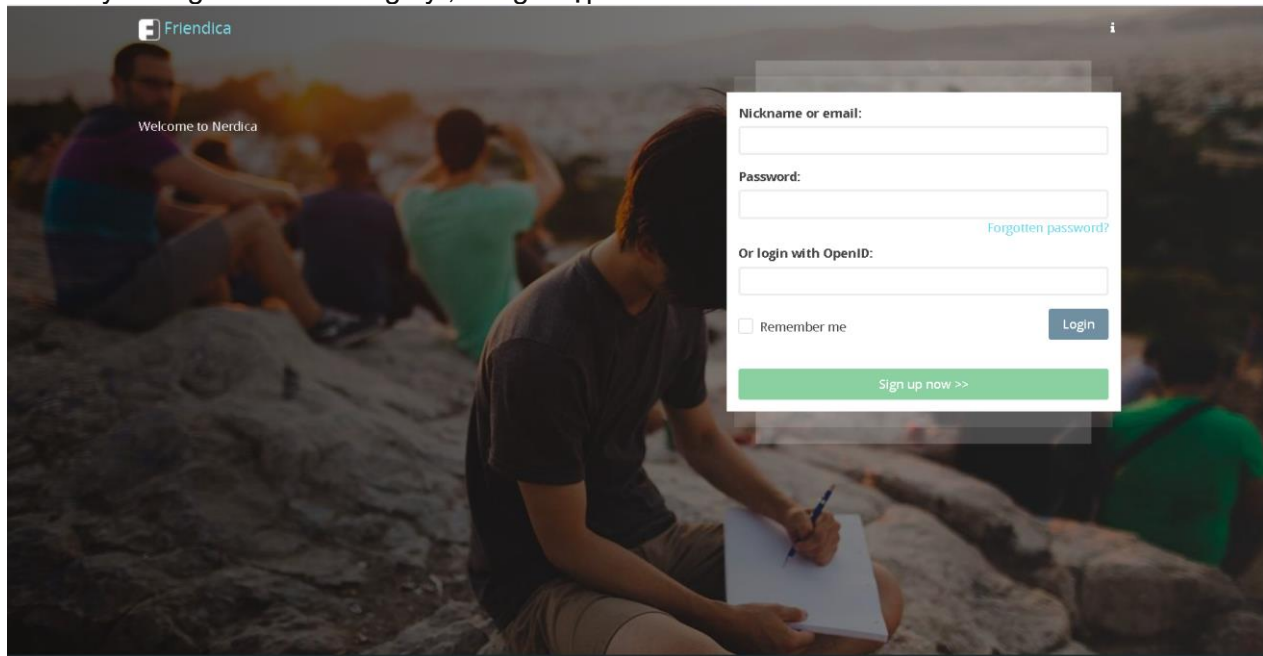 Friendica
i
Welcome to Nerdica
Nickname or email:
Password:
Forgotten password?
Or login with OpenID:
Remember me
Login
Sign up now >>